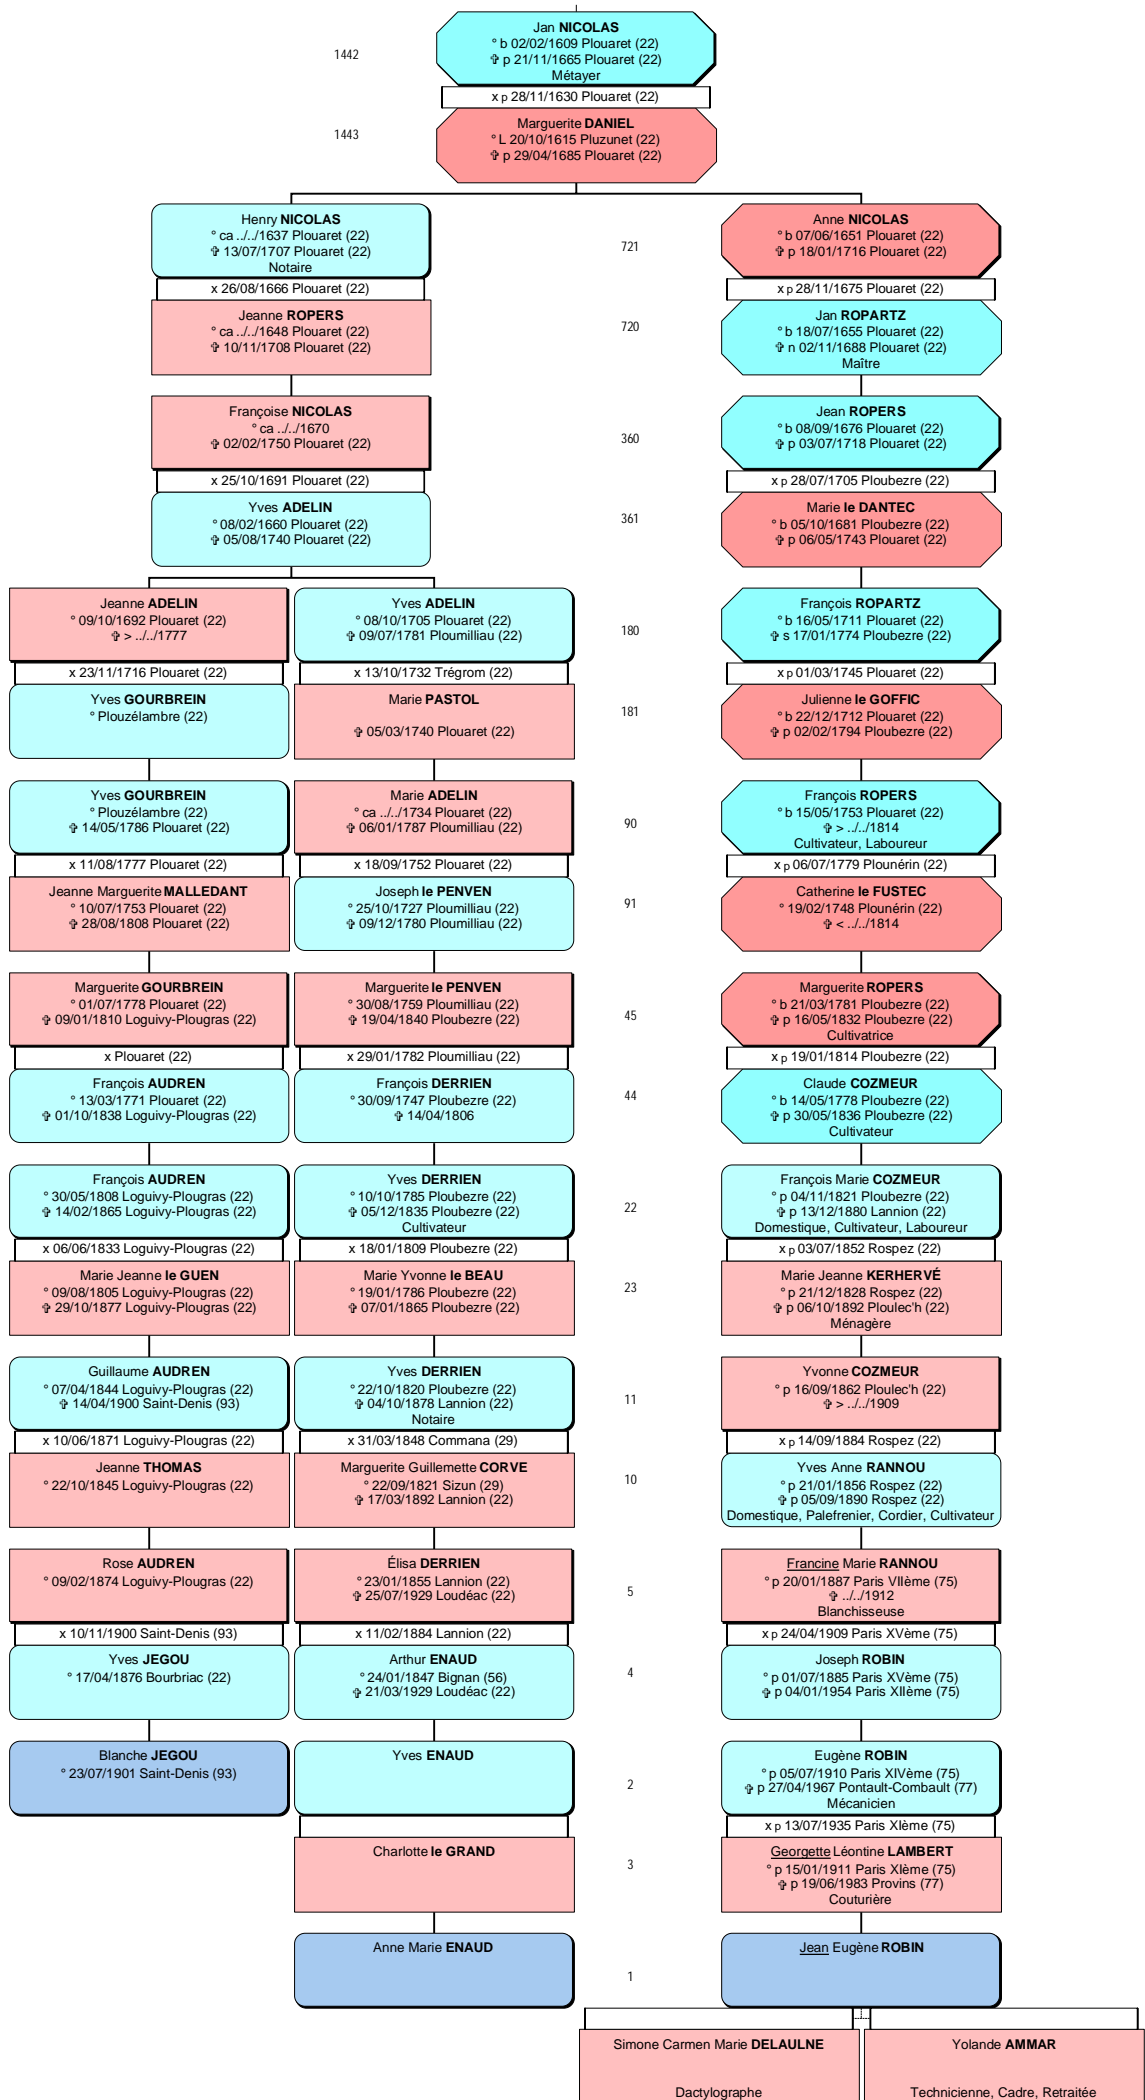 Jan NICOLAS
° b 02/02/1609 Plouaret (22)
✞ p 21/11/1665 Plouaret (22)
Métayer
1442
x p 28/11/1630 Plouaret (22)
Marguerite DANIEL
° L 20/10/1615 Pluzunet (22)
✞ p 29/04/1685 Plouaret (22)
1443
Henry NICOLAS
° ca ../../1637 Plouaret (22)
✞ 13/07/1707 Plouaret (22)
Notaire
x 26/08/1666 Plouaret (22)
Jeanne ROPERS
° ca ../../1648 Plouaret (22)
✞ 10/11/1708 Plouaret (22)
721
Anne NICOLAS
° b 07/06/1651 Plouaret (22)
✞ p 18/01/1716 Plouaret (22)
x p 28/11/1675 Plouaret (22)
720
Jan ROPARTZ
° b 18/07/1655 Plouaret (22)
✞ n 02/11/1688 Plouaret (22)
Maître
Françoise NICOLAS
° ca ../../1670
✞ 02/02/1750 Plouaret (22)
x 25/10/1691 Plouaret (22)
Yves ADELIN
° 08/02/1660 Plouaret (22)
✞ 05/08/1740 Plouaret (22)
360
Jean ROPERS
° b 08/09/1676 Plouaret (22)
✞ p 03/07/1718 Plouaret (22)
x p 28/07/1705 Ploubezre (22)
361
Marie le DANTEC
° b 05/10/1681 Ploubezre (22)
✞ p 06/05/1743 Plouaret (22)
Jeanne ADELIN
° 09/10/1692 Plouaret (22)
✞ > ../../1777
x 23/11/1716 Plouaret (22)
Yves GOURBREIN
° Plouzélambre (22)
Yves ADELIN
° 08/10/1705 Plouaret (22)
✞ 09/07/1781 Ploumilliau (22)
x 13/10/1732 Trégrom (22)
Marie PASTOL
✞ 05/03/1740 Plouaret (22)
180
François ROPARTZ
° b 16/05/1711 Plouaret (22)
✞ s 17/01/1774 Ploubezre (22)
x p 01/03/1745 Plouaret (22)
181
Julienne le GOFFIC
° b 22/12/1712 Plouaret (22)
✞ p 02/02/1794 Ploubezre (22)
Yves GOURBREIN
° Plouzélambre (22)
✞ 14/05/1786 Plouaret (22)
x 11/08/1777 Plouaret (22)
Jeanne Marguerite MALLEDANT
° 10/07/1753 Plouaret (22)
✞ 28/08/1808 Plouaret (22)
Marie ADELIN
° ca ../../1734 Plouaret (22)
✞ 06/01/1787 Ploumilliau (22)
x 18/09/1752 Plouaret (22)
Joseph le PENVEN
° 25/10/1727 Ploumilliau (22)
✞ 09/12/1780 Ploumilliau (22)
90
François ROPERS
° b 15/05/1753 Plouaret (22)
✞ > ../../1814
Cultivateur, Laboureur
x p 06/07/1779 Plounérin (22)
91
Catherine le FUSTEC
° 19/02/1748 Plounérin (22)
✞ < ../../1814
Marguerite GOURBREIN
° 01/07/1778 Plouaret (22)
✞ 09/01/1810 Loguivy-Plougras (22)
x Plouaret (22)
François AUDREN
° 13/03/1771 Plouaret (22)
✞ 01/10/1838 Loguivy-Plougras (22)
Marguerite le PENVEN
° 30/08/1759 Ploumilliau (22)
✞ 19/04/1840 Ploubezre (22)
x 29/01/1782 Ploumilliau (22)
François DERRIEN
° 30/09/1747 Ploubezre (22)
✞ 14/04/1806
45
Marguerite ROPERS
° b 21/03/1781 Ploubezre (22)
✞ p 16/05/1832 Ploubezre (22)
Cultivatrice
x p 19/01/1814 Ploubezre (22)
44
Claude COZMEUR
° b 14/05/1778 Ploubezre (22)
✞ p 30/05/1836 Ploubezre (22)
Cultivateur
François AUDREN
° 30/05/1808 Loguivy-Plougras (22)
✞ 14/02/1865 Loguivy-Plougras (22)
x 06/06/1833 Loguivy-Plougras (22)
Marie Jeanne le GUEN
° 09/08/1805 Loguivy-Plougras (22)
✞ 29/10/1877 Loguivy-Plougras (22)
Yves DERRIEN
° 10/10/1785 Ploubezre (22)
✞ 05/12/1835 Ploubezre (22)
Cultivateur
x 18/01/1809 Ploubezre (22)
Marie Yvonne le BEAU
° 19/01/1786 Ploubezre (22)
✞ 07/01/1865 Ploubezre (22)
22
François Marie COZMEUR
° p 04/11/1821 Ploubezre (22)
✞ p 13/12/1880 Lannion (22)
Domestique, Cultivateur, Laboureur
x p 03/07/1852 Rospez (22)
23
Marie Jeanne KERHERVÉ
° p 21/12/1828 Rospez (22)
✞ p 06/10/1892 Ploulec'h (22)
Ménagère
Guillaume AUDREN
° 07/04/1844 Loguivy-Plougras (22)
✞ 14/04/1900 Saint-Denis (93)
x 10/06/1871 Loguivy-Plougras (22)
Jeanne THOMAS
° 22/10/1845 Loguivy-Plougras (22)
Yves DERRIEN
° 22/10/1820 Ploubezre (22)
✞ 04/10/1878 Lannion (22)
Notaire
x 31/03/1848 Commana (29)
Marguerite Guillemette CORVE
° 22/09/1821 Sizun (29)
✞ 17/03/1892 Lannion (22)
11
Yvonne COZMEUR
° p 16/09/1862 Ploulec'h (22)
✞ > ../../1909
x p 14/09/1884 Rospez (22)
10
Yves Anne RANNOU
° p 21/01/1856 Rospez (22)
✞ p 05/09/1890 Rospez (22)
Domestique, Palefrenier, Cordier, Cultivateur
Rose AUDREN
° 09/02/1874 Loguivy-Plougras (22)
x 10/11/1900 Saint-Denis (93)
Yves JEGOU
° 17/04/1876 Bourbriac (22)
Élisa DERRIEN
° 23/01/1855 Lannion (22)
✞ 25/07/1929 Loudéac (22)
x 11/02/1884 Lannion (22)
Arthur ENAUD
° 24/01/1847 Bignan (56)
✞ 21/03/1929 Loudéac (22)
5
Francine Marie RANNOU
° p 20/01/1887 Paris VIIème (75)
✞ ../../1912
Blanchisseuse
x p 24/04/1909 Paris XVème (75)
4
Joseph ROBIN
° p 01/07/1885 Paris XVème (75)
✞ p 04/01/1954 Paris XIIème (75)
Blanche JEGOU
° 23/07/1901 Saint-Denis (93)
Yves ENAUD
Charlotte le GRAND
2
Eugène ROBIN
° p 05/07/1910 Paris XIVème (75)
✞ p 27/04/1967 Pontault-Combault (77)
Mécanicien
x p 13/07/1935 Paris XIème (75)
3
Georgette Léontine LAMBERT
° p 15/01/1911 Paris XIème (75)
✞ p 19/06/1983 Provins (77)
Couturière
Anne Marie ENAUD
1
Jean Eugène ROBIN
Simone Carmen Marie DELAULNE
Dactylographe
Yolande AMMAR
Technicienne, Cadre, Retraitée